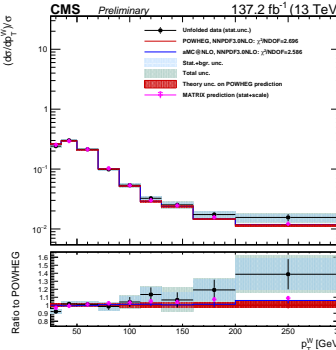 CMS Preliminary 137.2 fb⁻¹ (13 TeV
Unfolded data (stat.unc.)
POWHEG, NNPDF3.0NLO: χ²/NDOF=2.696
aMC@NLO, NNPDF3.0NLO: χ²/NDOF=2.586
Stat.+bgr. unc.
Total unc.
Theory unc. on POWHEG prediction
MATRIX prediction (stat+scale)
(dσ/dp_T^W)/σ
10
1
10⁻¹
10⁻²
Ratio to POWHEG
1.6
1.5
1.4
1.3
1.2
1.1
1
0.9
0.8
50 100 150 200 250
p_T^W [GeV